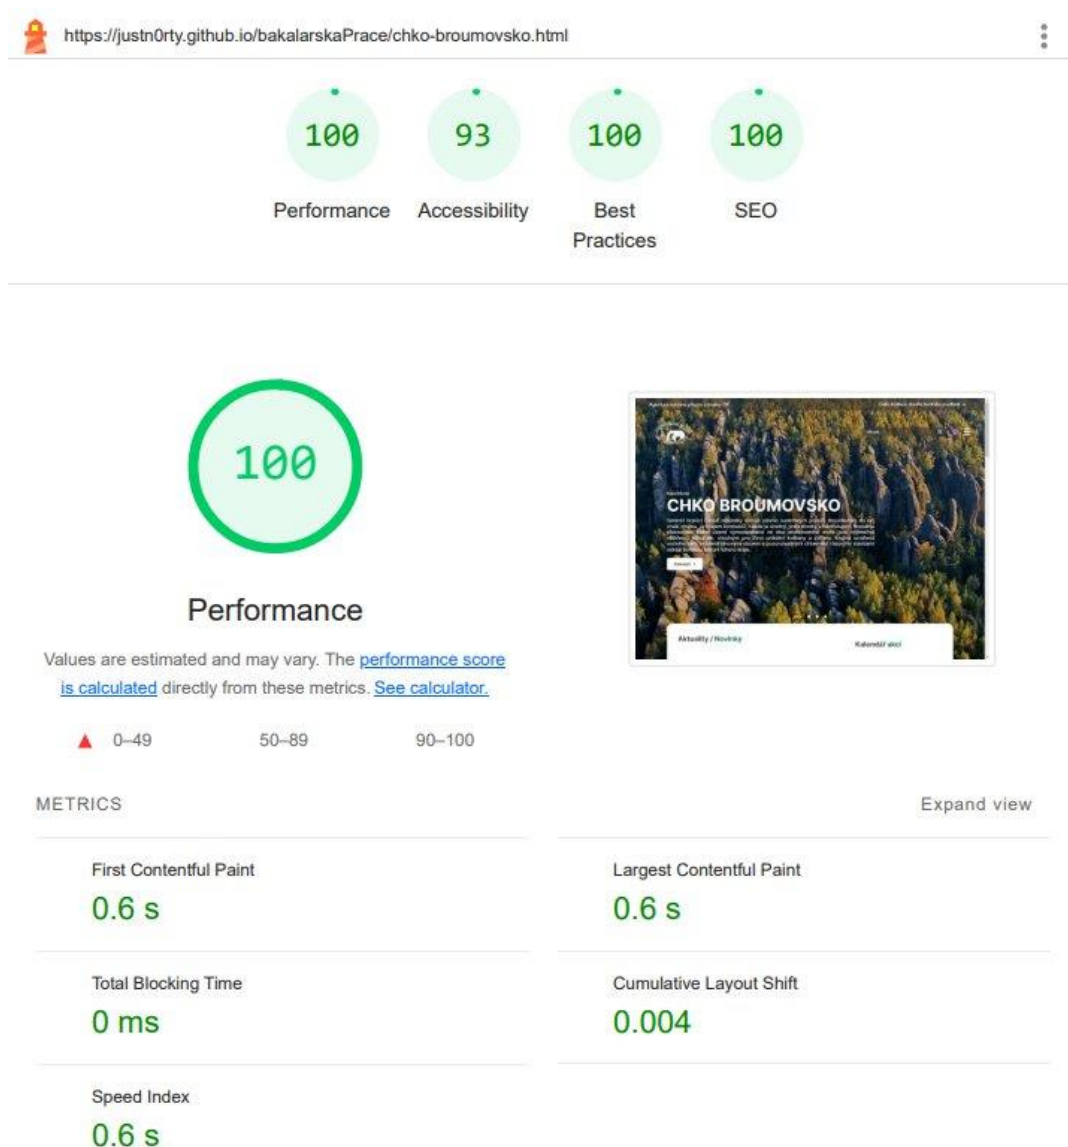 https://justn0rty.github.io/bakalarskaPrace/chko-broumovsko.html
100
93
100
100
Performance
Accessibility
Best
Practices
SEO
100
Performance
Values are estimated and may vary. The performance score
is calculated directly from these metrics. See calculator.
0–49
50–89
90–100
CHKO BROUMOVSKO
Aktuality / Novinky
Kalendář akcí
METRICS
Expand view
First Contentful Paint
0.6 s
Largest Contentful Paint
0.6 s
Total Blocking Time
0 ms
Cumulative Layout Shift
0.004
Speed Index
0.6 s